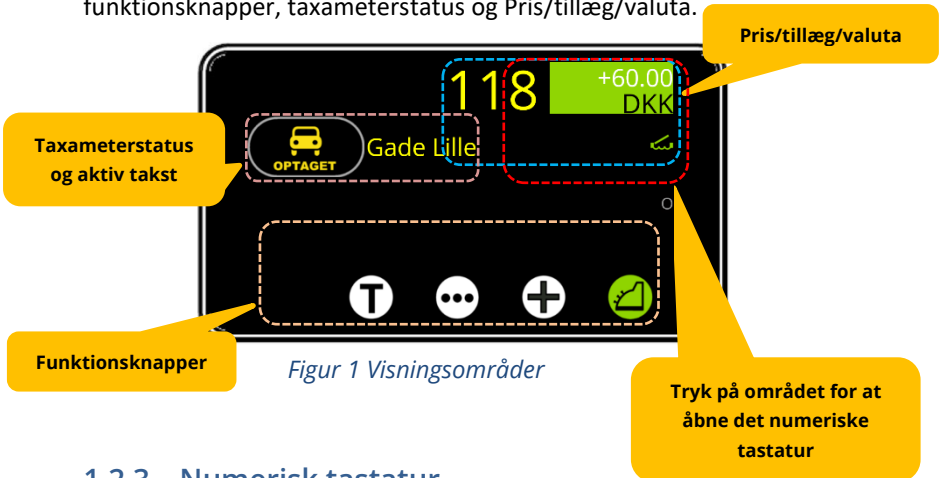 funktionsknapper, taxameterstatus og Pris/tillæg/valuta.
Pris/tillæg/valuta
118
+60.00
DKK
Taxameterstatus
og aktiv takst
OPTAGET
Gade Lille
O
T
Funktionsknapper
Figur 1 Visningsområder
Tryk på området for at
åbne det numeriske
tastatur
1.2.3 Numerisk tastatur